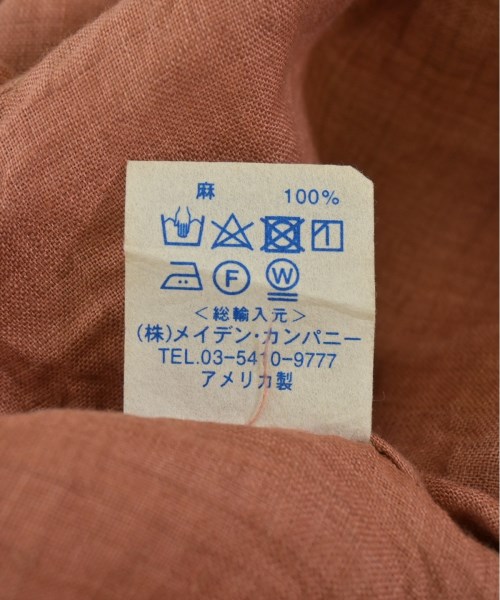 麻 100%
F W
<総輸入元>
(株)メイデン・カンパニー
TEL.03-5410-9777
アメリカ製